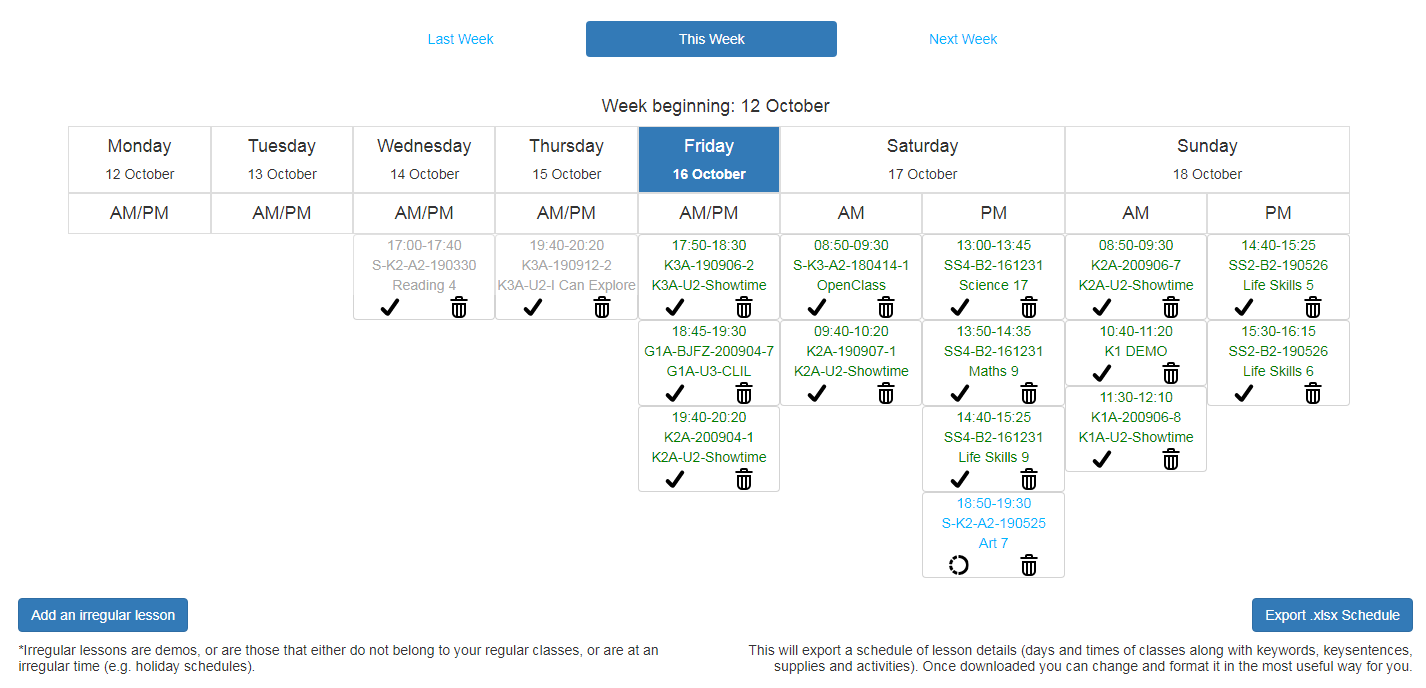 Last Week
This Week
Next Week
Week beginning: 12 October
Monday
12 October
Tuesday
13 October
Wednesday
14 October
Thursday
15 October
Friday
16 October
Saturday
17 October
Sunday
18 October
AM/PM
AM/PM
AM/PM
AM/PM
AM/PM
AM
PM
AM
PM
17:00-17:40
S-K2-A2-190330
Reading 4
19:40-20:20
K3A-190912-2
K3A-U2-I Can Explore
17:50-18:30
K3A-190906-2
K3A-U2-Showtime
18:45-19:30
G1A-BJFZ-200904-7
G1A-U3-CLIL
19:40-20:20
K2A-200904-1
K2A-U2-Showtime
08:50-09:30
S-K3-A2-180414-1
OpenClass
09:40-10:20
K2A-190907-1
K2A-U2-Showtime
13:00-13:45
SS4-B2-161231
Science 17
13:50-14:35
SS4-B2-161231
Maths 9
14:40-15:25
SS4-B2-161231
Life Skills 9
18:50-19:30
S-K2-A2-190525
Art 7
08:50-09:30
K2A-200906-7
K2A-U2-Showtime
10:40-11:20
K1 DEMO
11:30-12:10
K1A-200906-8
K1A-U2-Showtime
14:40-15:25
SS2-B2-190526
Life Skills 5
15:30-16:15
SS2-B2-190526
Life Skills 6
Add an irregular lesson
*Irregular lessons are demos, or are those that either do not belong to your regular classes, or are at an
irregular time (e.g. holiday schedules).
Export .xlsx Schedule
This will export a schedule of lesson details (days and times of classes along with keywords, keysentences,
supplies and activities). Once downloaded you can change and format it in the most useful way for you.